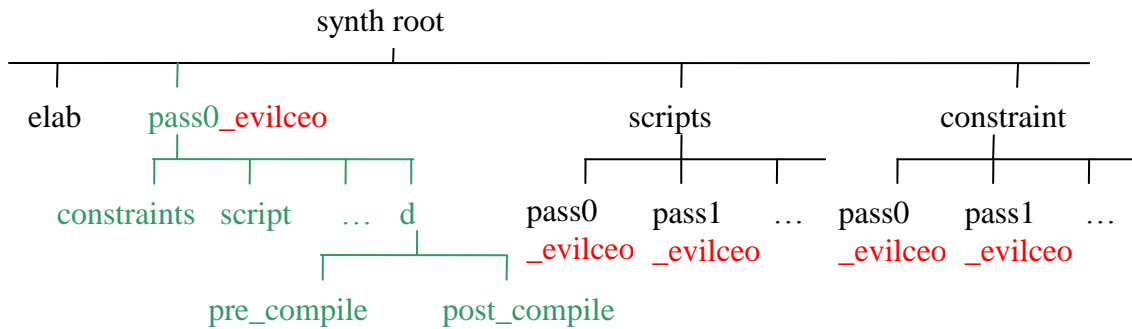 synth root
elab pass0_evilceo scripts constraint
constraints script … d pass0 pass1 … pass0 pass1 …
_evilceo _evilceo _evilceo _evilceo
pre_compile post_compile